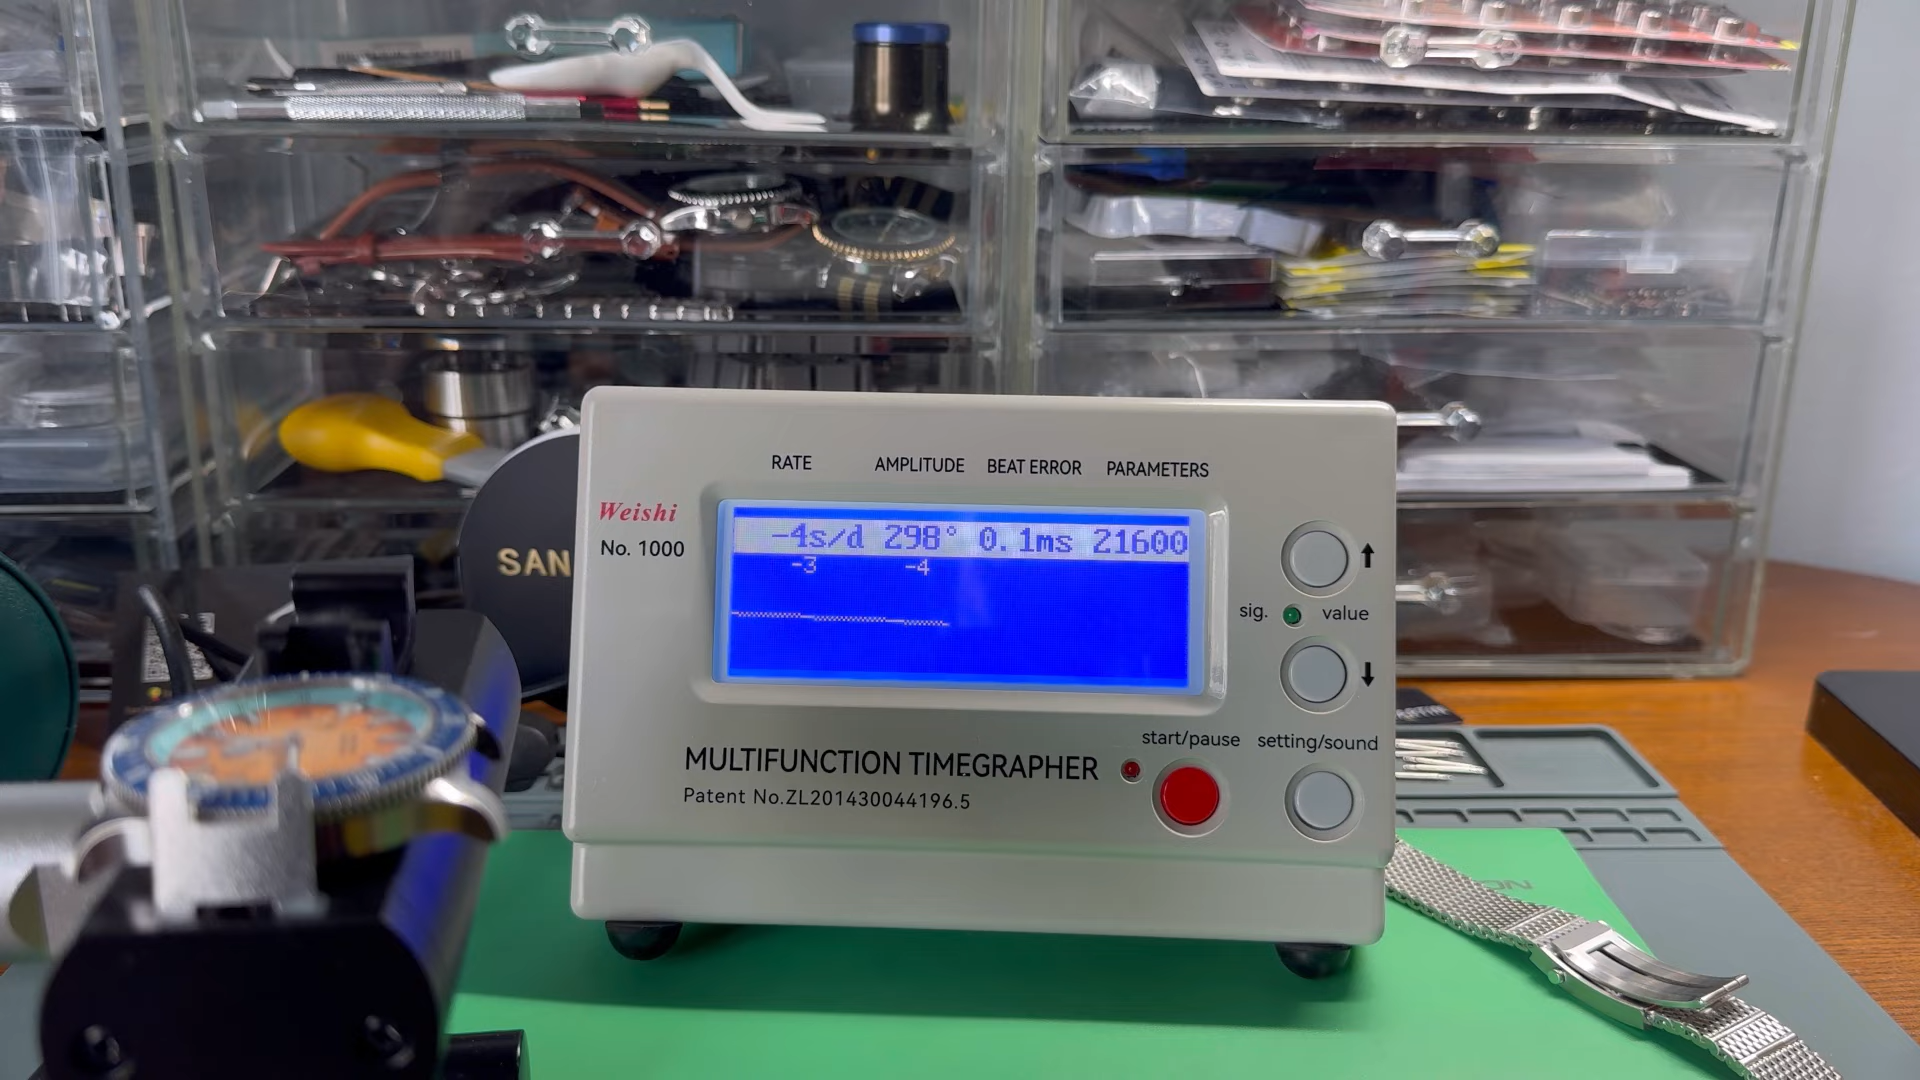 RATE AMPLITUDE BEAT ERROR PARAMETERS
Weishi
No. 1000
-4s/d 298° 0.1ms 21600
-3 -4
sig. value
SAN
start/pause setting/sound
MULTIFUNCTION TIMEGRAPHER
Patent No.ZL201430044196.5